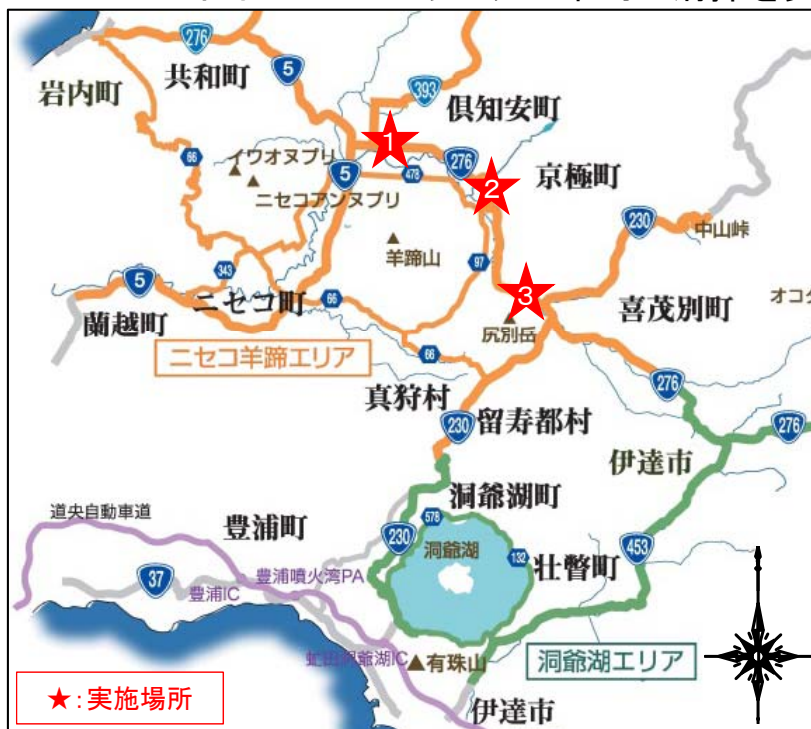 276
共和町
5
393
倶知安町
岩内町
1
66
イワオヌプリ
5
478
276
2
京極町
ニセコアンヌプリ
230
中山峠
羊蹄山
97
343
5
ニセコ町
66
3
喜茂別町
オコタ
蘭越町
尻別岳
ニセコ羊蹄エリア
66
276
真狩村
230
留寿都村
276
伊達市
洞爺湖町
道央自動車道
豊浦町
578
230
洞爺湖
132
453
37
豊浦噴火湾PA
壮瞥町
豊浦IC
虻田洞爺湖IC
有珠山
洞爺湖エリア
★:実施場所
伊達市